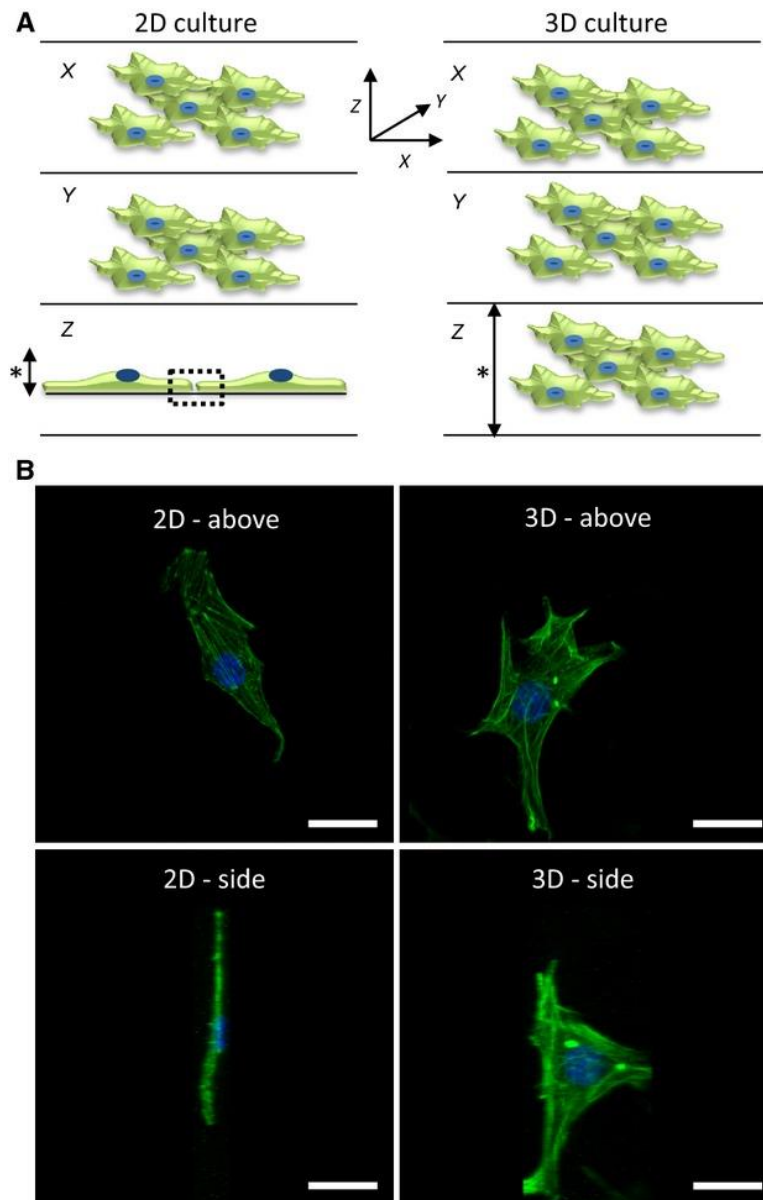 A
2D culture
3D culture
X
Z
Y
X
X
Y
Y
Z
*
Z
*
B
2D - above
3D - above
2D - side
3D - side